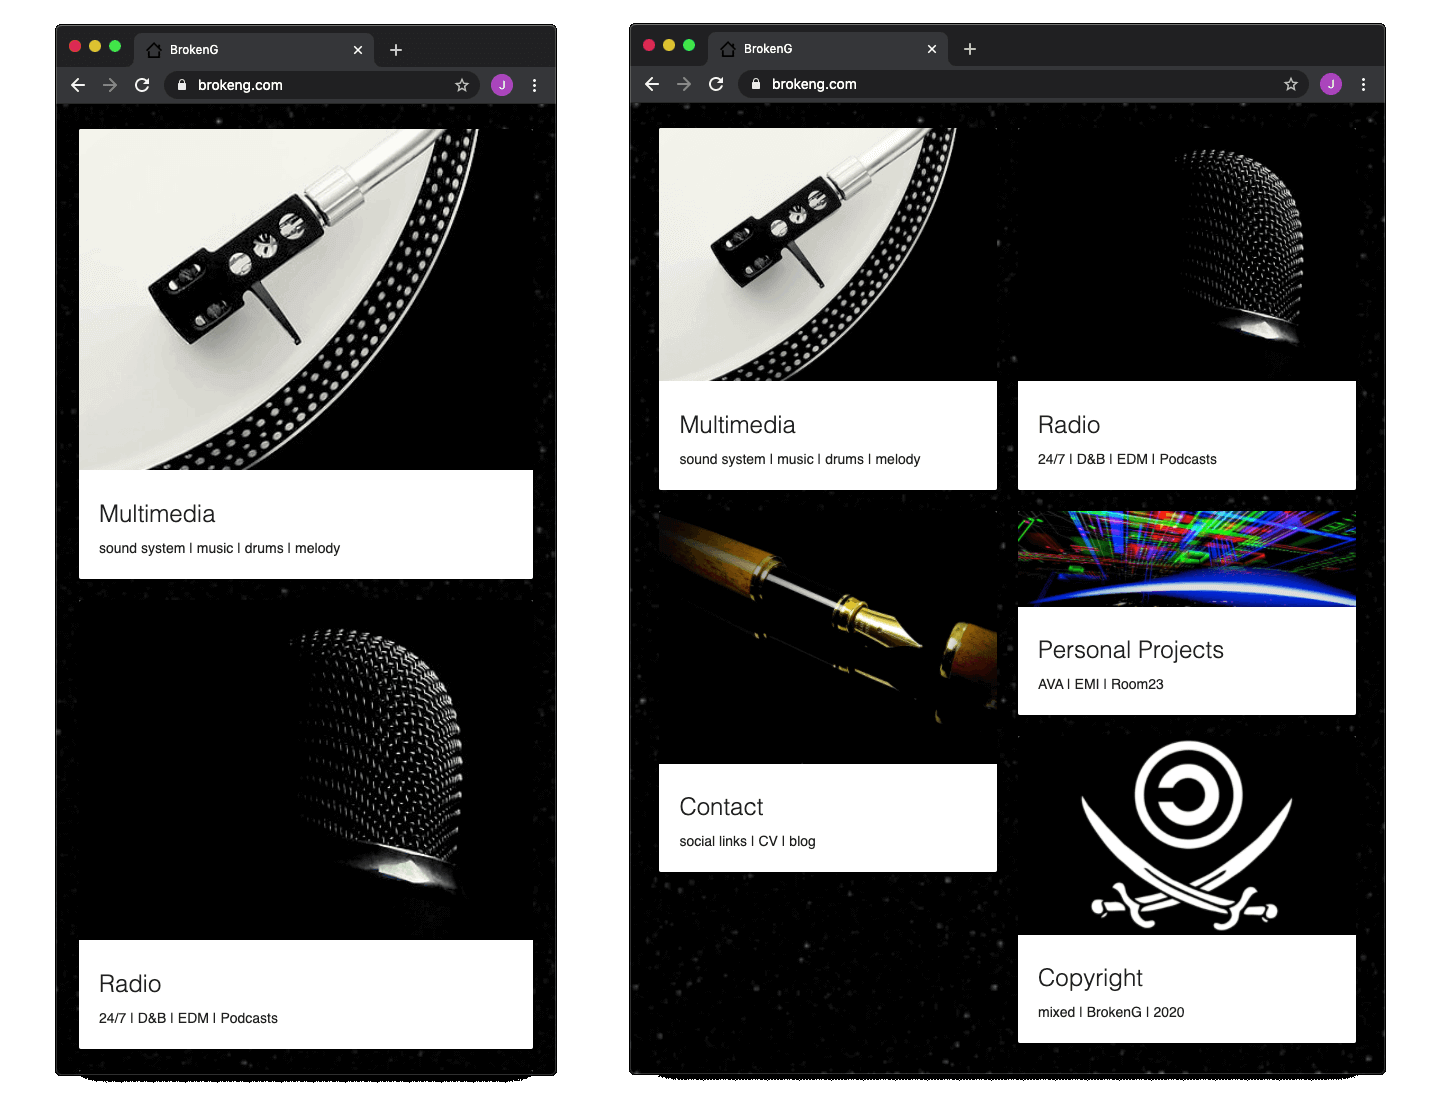 BrokenG
brokeng.com
J
Multimedia
sound system | music | drums | melody
Radio
24/7 | D&B | EDM | Podcasts
BrokenG
brokeng.com
J
Multimedia
sound system | music | drums | melody
Radio
24/7 | D&B | EDM | Podcasts
Contact
social links | CV | blog
Personal Projects
AVA | EMI | Room23
Copyright
mixed | BrokenG | 2020